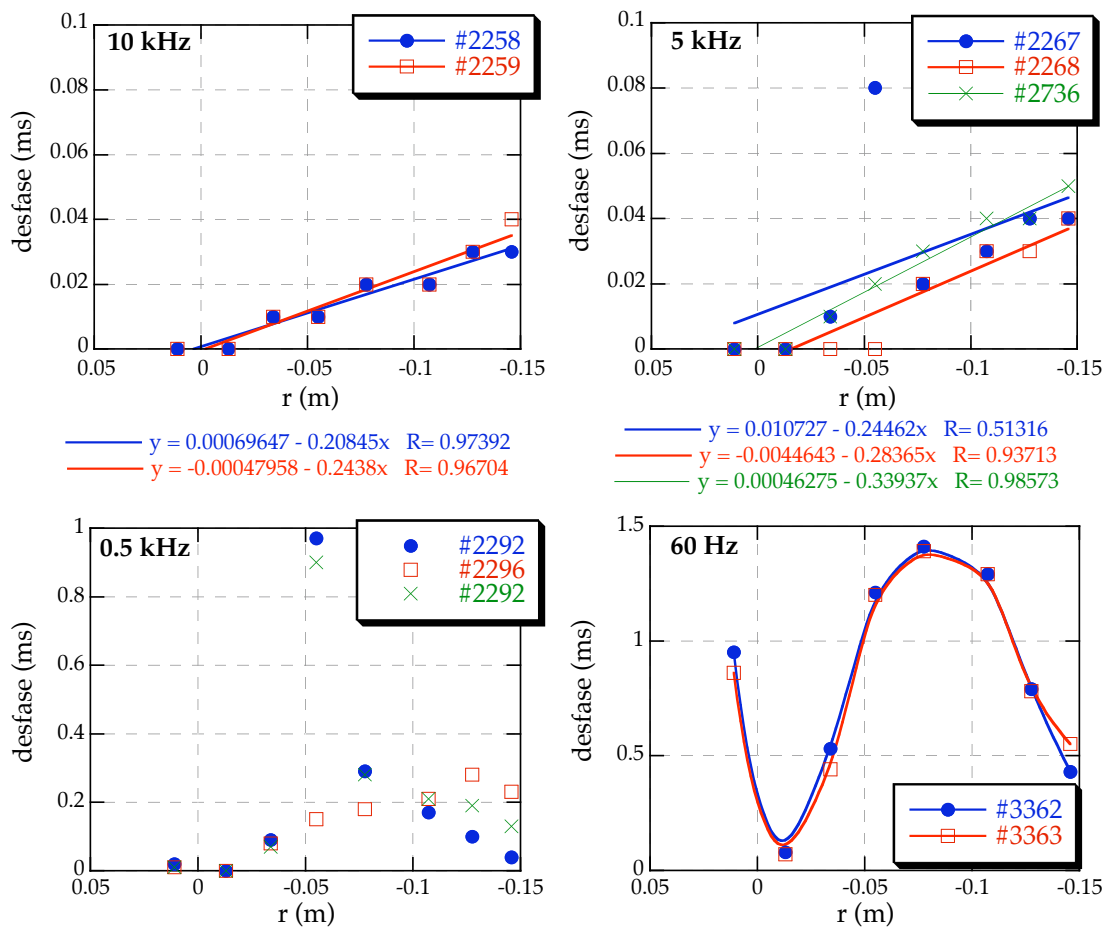 10 kHz
#2258
#2259
desfase (ms)
0.1
0.08
0.06
0.04
0.02
0
0.05 0 -0.05 -0.1 -0.15
r (m)
y = 0.00069647 - 0.20845x R= 0.97392
y = -0.00047958 - 0.2438x R= 0.96704
5 kHz
#2267
#2268
#2736
desfase (ms)
0.1
0.08
0.06
0.04
0.02
0
0.05 0 -0.05 -0.1 -0.15
r (m)
y = 0.010727 - 0.24462x R= 0.51316
y = -0.0044643 - 0.28365x R= 0.93713
y = 0.00046275 - 0.33937x R= 0.98573
0.5 kHz
#2292
#2296
#2292
desfase (ms)
1
0.8
0.6
0.4
0.2
0
0.05 0 -0.05 -0.1 -0.15
r (m)
60 Hz
#3362
#3363
desfase (ms)
1.5
1
0.5
0
0.05 0 -0.05 -0.1 -0.15
r (m)